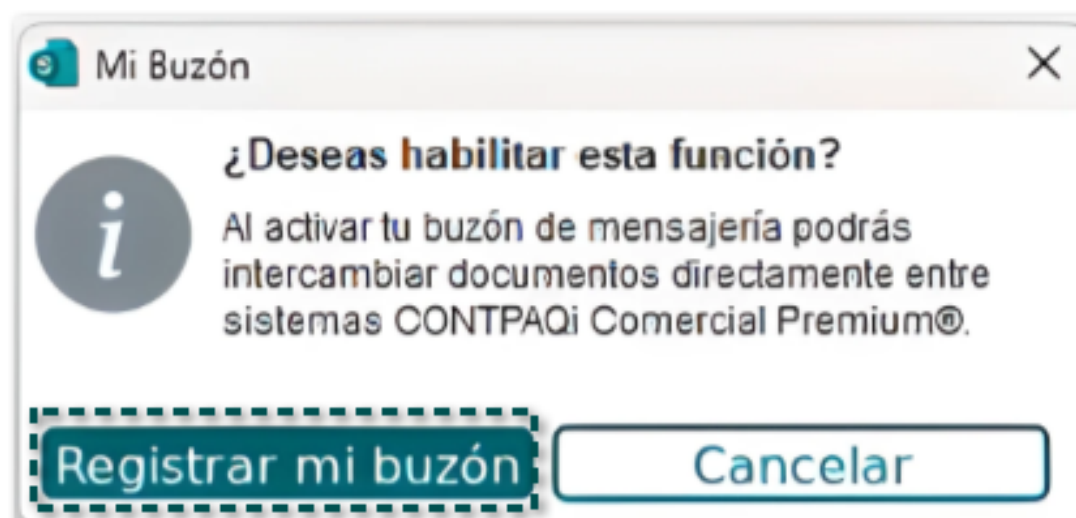 Mi Buzón
¿Deseas habilitar esta función?
Al activar tu buzón de mensajería podrás
intercambiar documentos directamente entre
sistemas CONTPAQi Comercial Premium®.
Registrar mi buzón
Cancelar